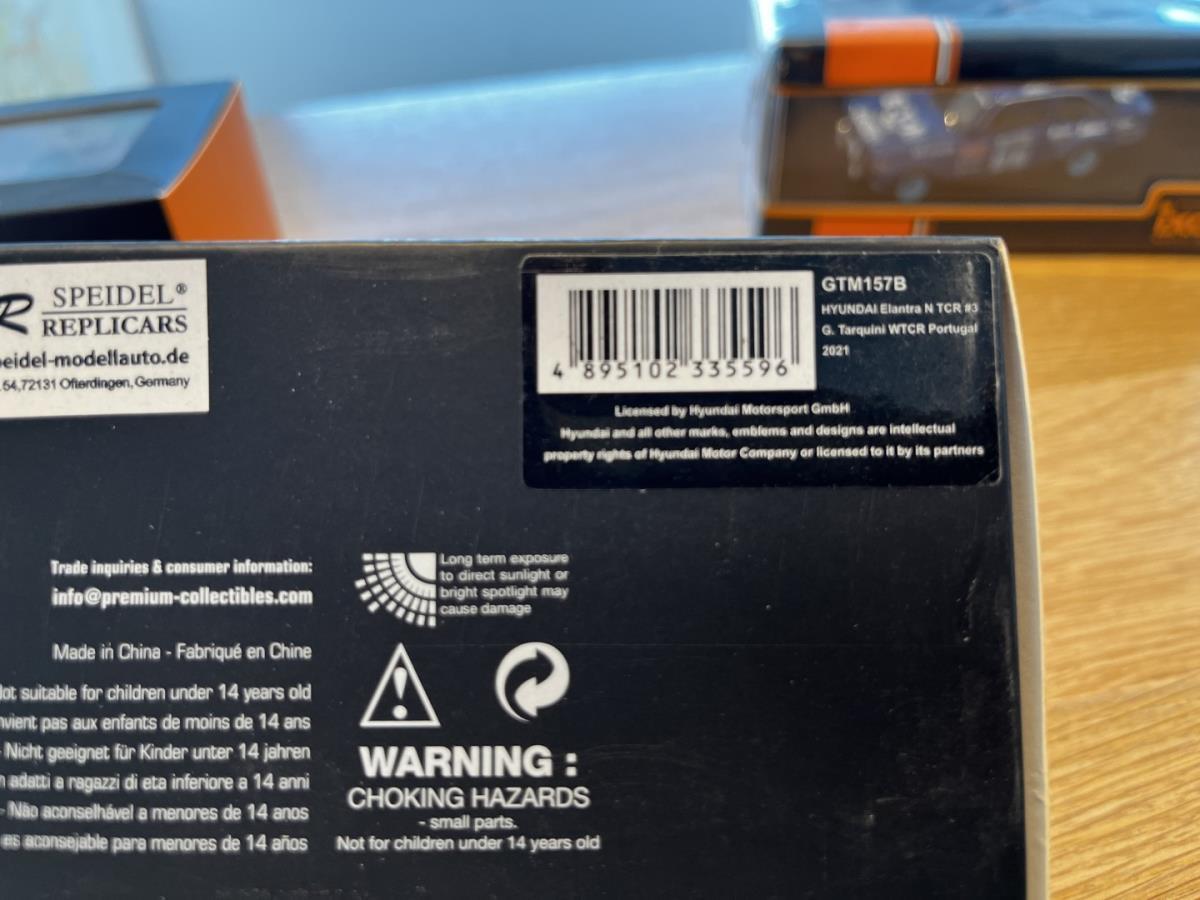 R SPEIDEL®
REPLICARS
eidel-modellauto.de
54,72131 Ofterdingen, Germany
GTM157B
HYUNDAI Elantra N TCR #3
G. Tarquini WTCR Portugal
2021
4 895102 335596
Licensed by Hyundai Motorsport GmbH
Hyundai and all other marks, emblems and designs are intellectual
property rights of Hyundai Motor Company or licensed to it by its partners
Trade inquiries & consumer information:
info@premium-collectibles.com
Made in China - Fabriqué en Chine
ot suitable for children under 14 years old
nvient pas aux enfants de moins de 14 ans
- Nicht geeignet für Kinder unter 14 jahren
n adatti a ragazzi di eta inferiore a 14 anni
- Não aconselhável a menores de 14 anos
es aconsejable para menores de 14 años
Long term exposure
to direct sunlight or
bright spotlight may
cause damage
WARNING :
CHOKING HAZARDS
- small parts.
Not for children under 14 years old